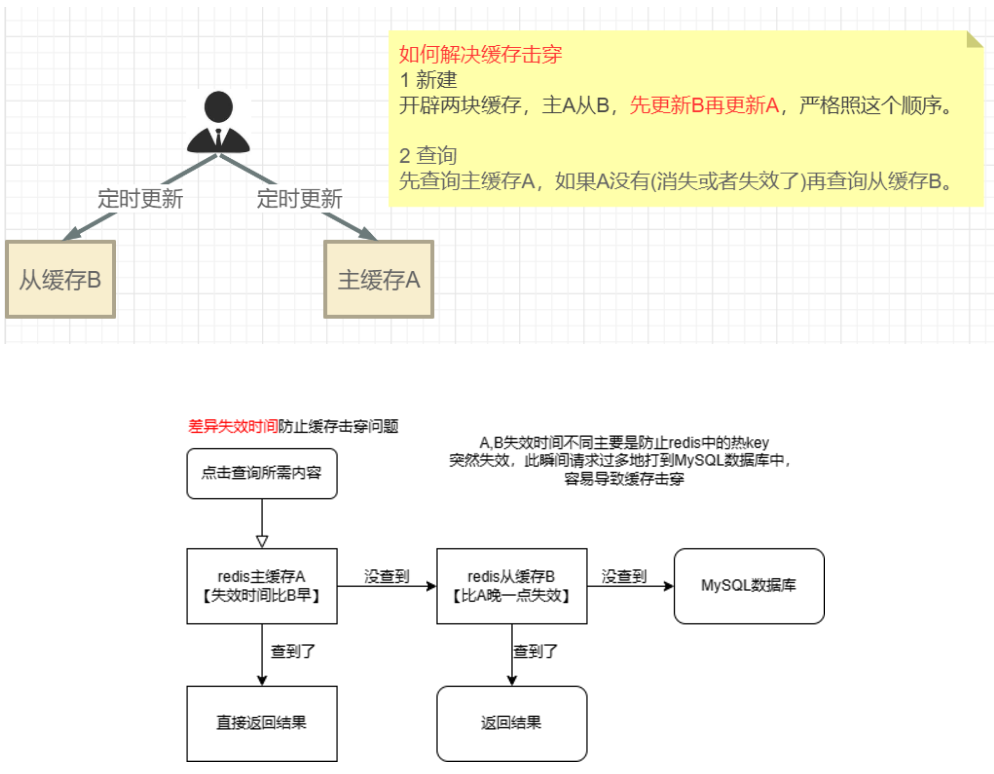 如何解决缓存击穿
1 新建
开辟两块缓存，主A从B，先更新B再更新A，严格照这个顺序。
2 查询
先查询主缓存A，如果A没有(消失或者失效了)再查询从缓存B。
定时更新
定时更新
从缓存B
主缓存A
差异失效时间防止缓存击穿问题
A,B失效时间不同主要是防止redis中的热key
突然失效，此瞬间请求过多地打到MySQL数据库中，
容易导致缓存击穿
点击查询所需内容
redis主缓存A
【失效时间比B早】
没查到
redis从缓存B
【比A晚一点失效】
没查到
MySQL数据库
查到了
查到了
直接返回结果
返回结果